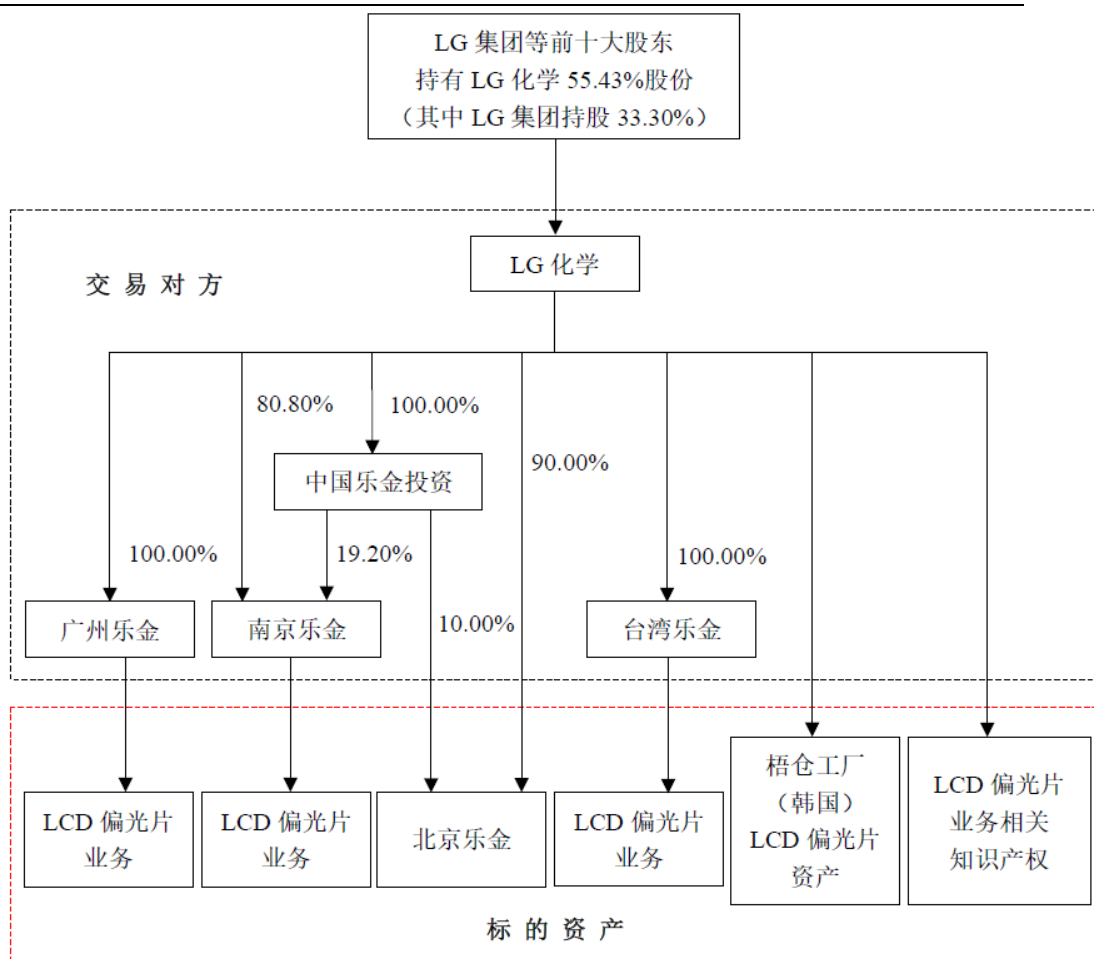 LG 集团等前十大股东
持有 LG 化学 55.43%股份
（其中 LG 集团持股 33.30%）
LG 化学
交 易 对 方
80.80%
100.00%
90.00%
中国乐金投资
100.00%
19.20%
100.00%
广州乐金
南京乐金
10.00%
台湾乐金
LCD 偏光片
业务
LCD 偏光片
业务
北京乐金
LCD 偏光片
业务
梧仓工厂
（韩国）
LCD 偏光片
资产
LCD 偏光片
业务相关
知识产权
标 的 资 产